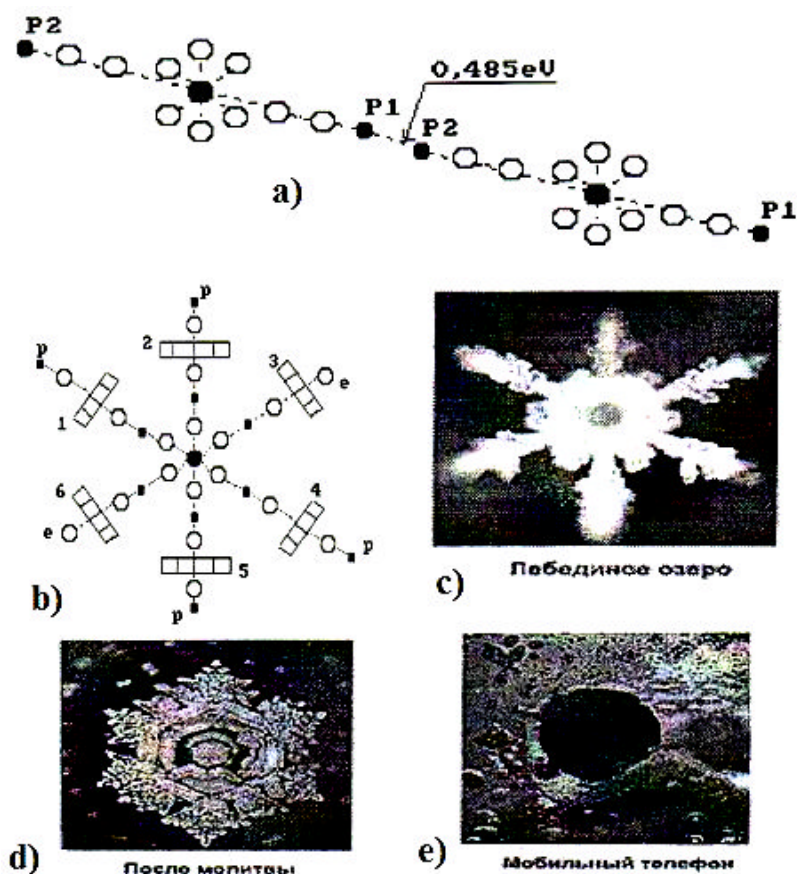 P2
0,485eV
P1
P2
a)
P1
p
2
3
p
e
1
6
4
e
p
5
p
b)
c)
Лебединое озеро
d)
После молитвы
e)
Мобильный телефон